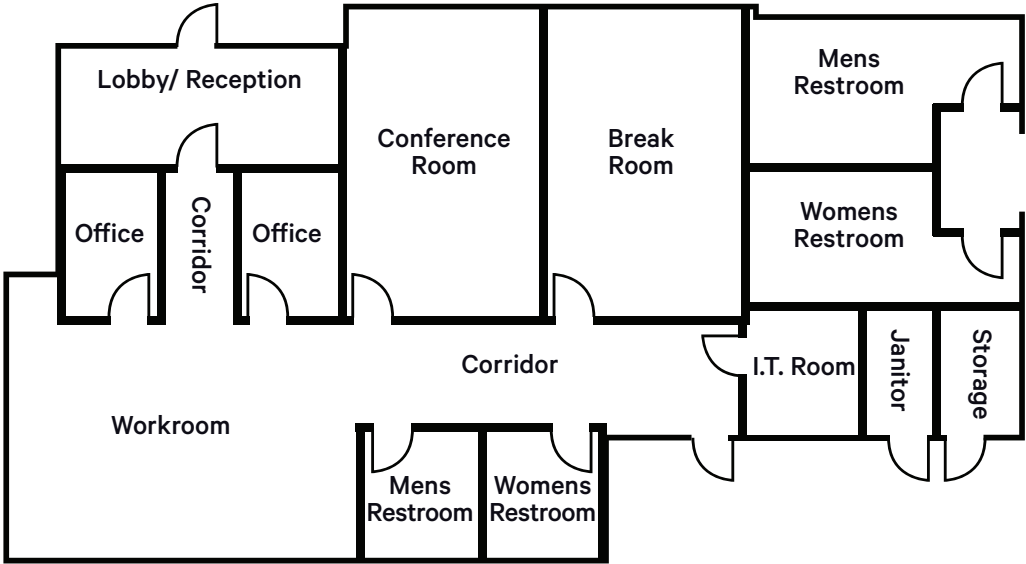 Lobby/ Reception
Conference
Room
Break
Room
Mens
Restroom
Womens
Restroom
Office
Corridor
Office
Corridor
I.T. Room
Janitor
Storage
Workroom
Mens
Restroom
Womens
Restroom